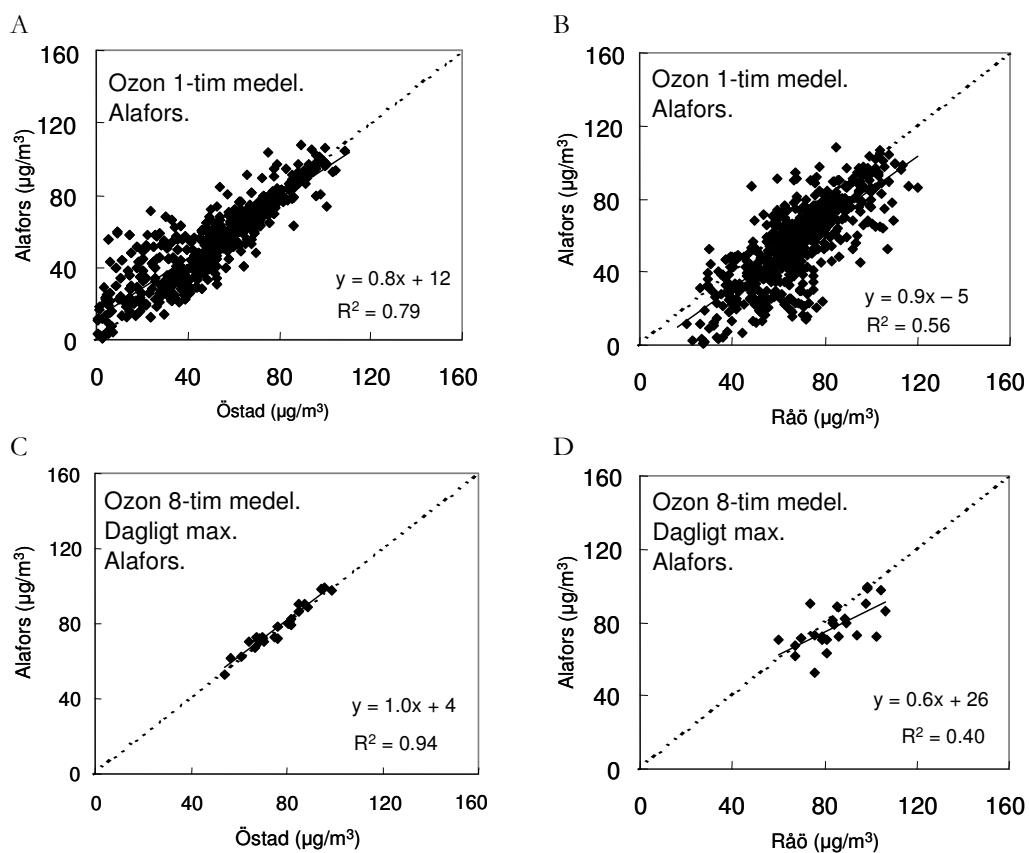 A
160
120
80
40
0
Alafors (µg/m³)
Ozon 1-tim medel.
Alafors.
y = 0.8x + 12
R² = 0.79
0 40 80 120 160
Östad (µg/m³)
B
160
120
80
40
0
Alafors (µg/m³)
Ozon 1-tim medel.
Alafors.
y = 0.9x – 5
R² = 0.56
0 40 80 120 160
Råö (µg/m³)
C
160
120
80
40
0
Alafors (µg/m³)
Ozon 8-tim medel.
Dagligt max.
Alafors.
y = 1.0x + 4
R² = 0.94
0 40 80 120 160
Östad (µg/m³)
D
160
120
80
40
0
Alafors (µg/m³)
Ozon 8-tim medel.
Dagligt max.
Alafors.
y = 0.6x + 26
R² = 0.40
0 40 80 120 160
Råö (µg/m³)